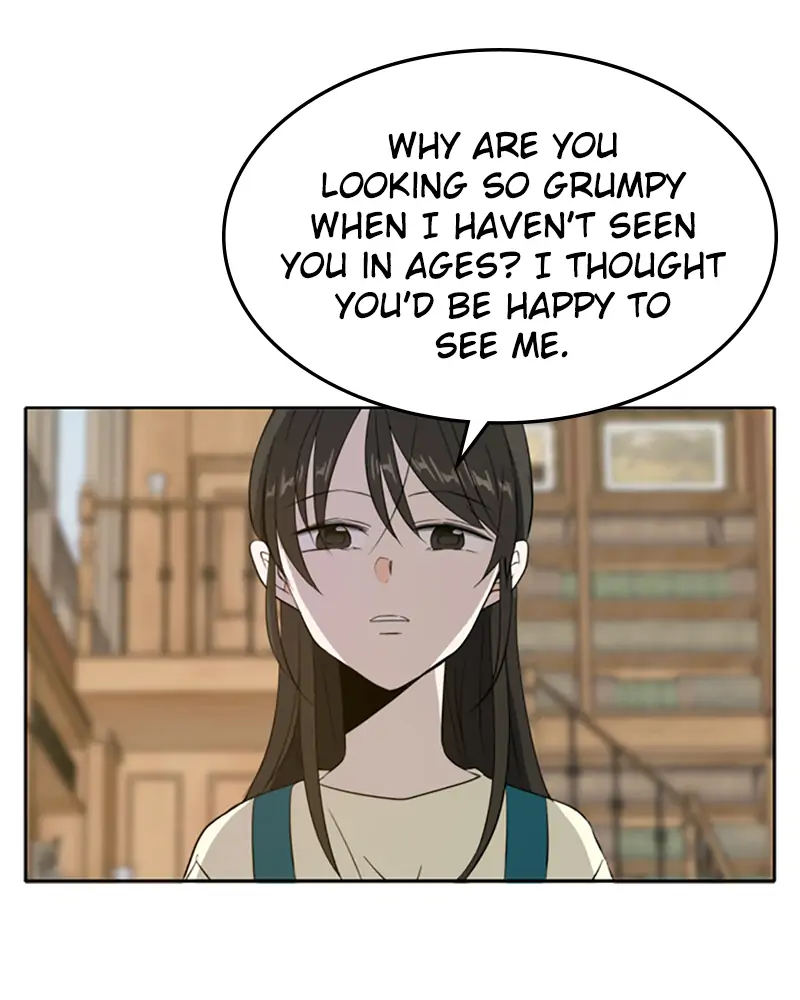 WHY ARE YOU
LOOKING SO GRUMPY
WHEN I HAVEN'T SEEN
YOU IN AGES? I THOUGHT
YOU'D BE HAPPY TO
SEE ME.